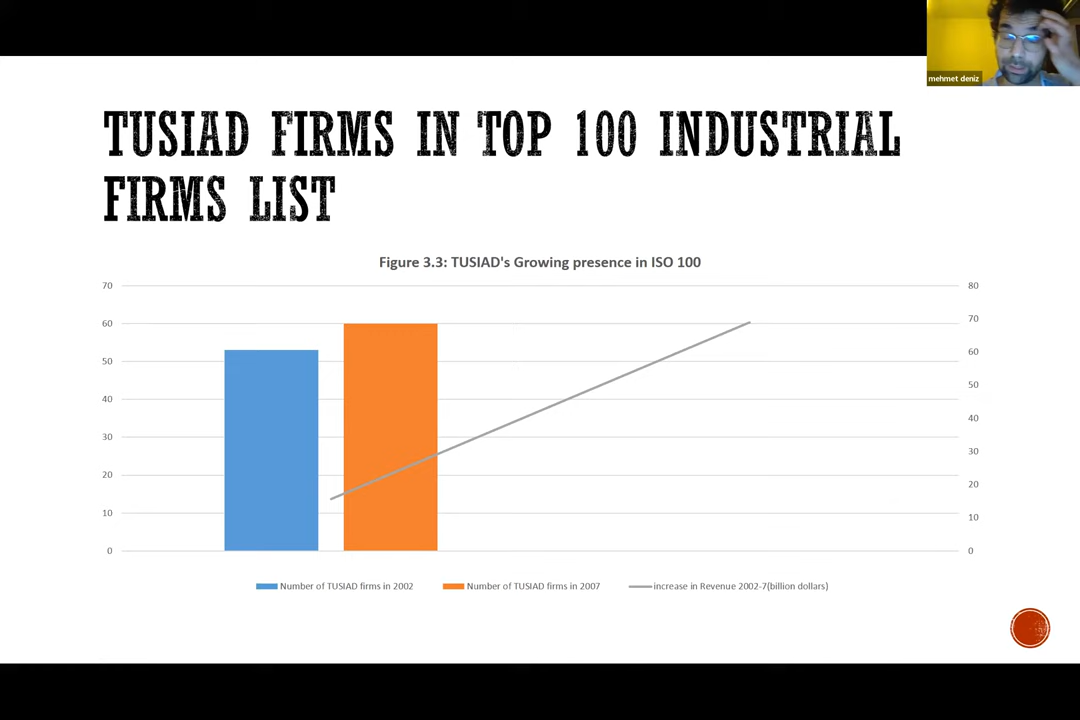 mehmet deniz
TUSIAD FIRMS IN TOP 100 INDUSTRIAL
FIRMS LIST
Figure 3.3: TUSIAD's Growing presence in ISO 100
70
60
50
40
30
20
10
0
80
70
60
50
40
30
20
10
0
Number of TUSIAD firms in 2002
Number of TUSIAD firms in 2007
increase in Revenue 2002-7(billion dollars)